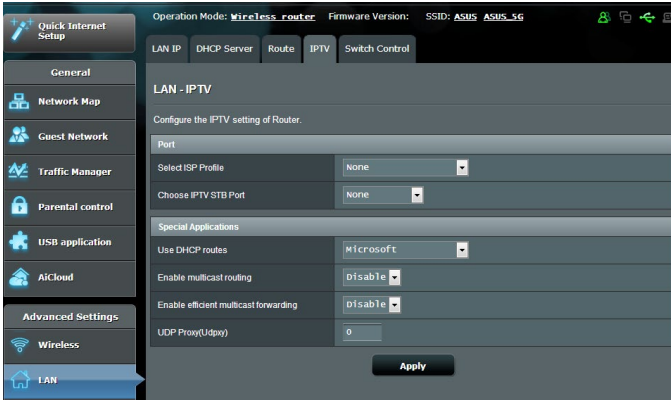 Quick Internet
Setup
Operation Mode: Wireless router Firmware Version: SSID: ASUS ASUS_5G
LAN IP DHCP Server Route IPTV Switch Control
General
Network Map
Guest Network
Traffic Manager
Parental control
USB application
AiCloud
Advanced Settings
Wireless
LAN
LAN - IPTV
Configure the IPTV setting of Router.
Port
Select ISP Profile None
Choose IPTV STB Port None
Special Applications
Use DHCP routes Microsoft
Enable multicast routing Disable
Enable efficient multicast forwarding Disable
UDP Proxy(Udpxy) 0
Apply